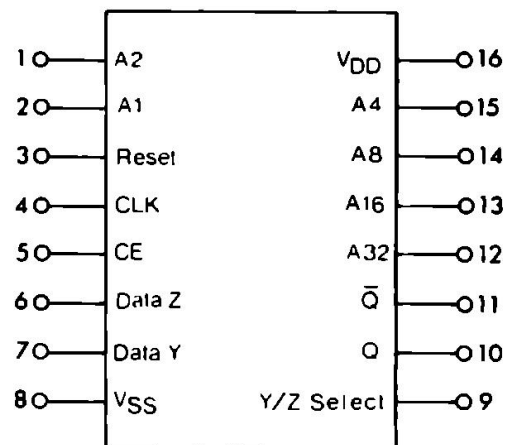 1 A2 VDD 16
2 A1 A4 15
3 Reset A8 14
4 CLK A16 13
5 CE A32 12
6 Data Z Q̅ 11
7 Data Y Q 10
8 VSS Y/Z Select 9